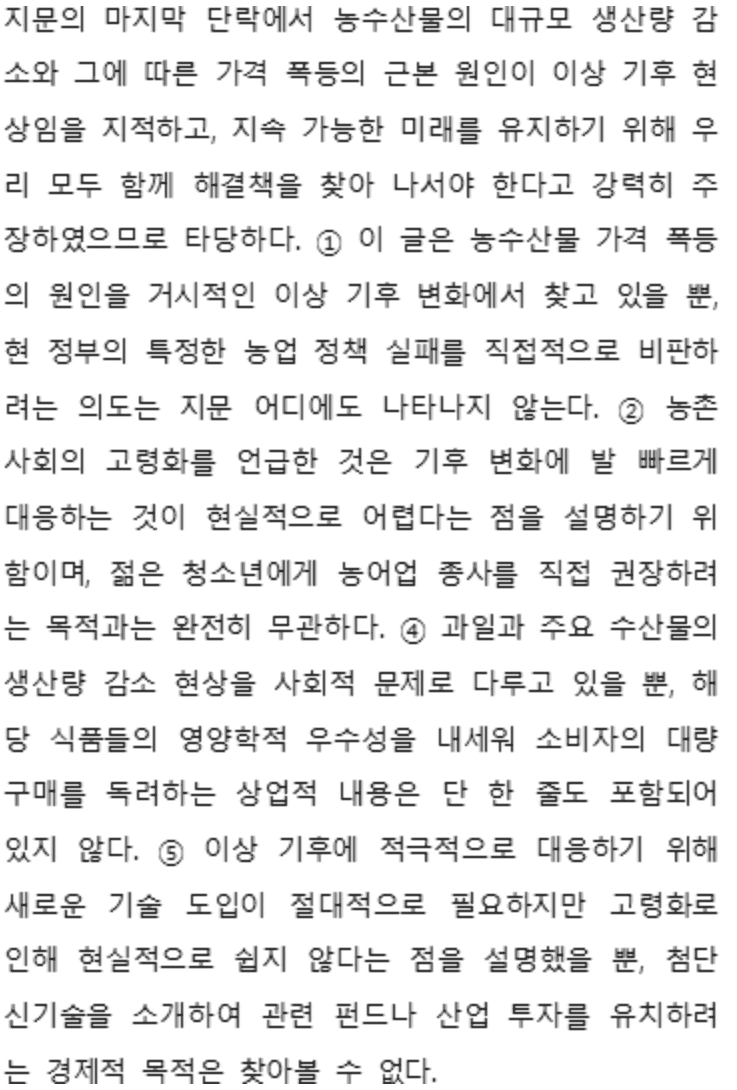 지문의 마지막 단락에서 농수산물의 대규모 생산량 감
소와 그에 따른 가격 폭등의 근본 원인이 이상 기후 현
상임을 지적하고, 지속 가능한 미래를 유지하기 위해 우
리 모두 함께 해결책을 찾아 나서야 한다고 강력히 주
장하였으므로 타당하다. ① 이 글은 농수산물 가격 폭등
의 원인을 거시적인 이상 기후 변화에서 찾고 있을 뿐,
현 정부의 특정한 농업 정책 실패를 직접적으로 비판하
려는 의도는 지문 어디에도 나타나지 않는다. ② 농촌
사회의 고령화를 언급한 것은 기후 변화에 발 빠르게
대응하는 것이 현실적으로 어렵다는 점을 설명하기 위
함이며, 젊은 청소년에게 농어업 종사를 직접 권장하려
는 목적과는 완전히 무관하다. ④ 과일과 주요 수산물의
생산량 감소 현상을 사회적 문제로 다루고 있을 뿐, 해
당 식품들의 영양학적 우수성을 내세워 소비자의 대량
구매를 독려하는 상업적 내용은 단 한 줄도 포함되어
있지 않다. ⑤ 이상 기후에 적극적으로 대응하기 위해
새로운 기술 도입이 절대적으로 필요하지만 고령화로
인해 현실적으로 쉽지 않다는 점을 설명했을 뿐, 첨단
신기술을 소개하여 관련 펀드나 산업 투자를 유치하려
는 경제적 목적은 찾아볼 수 없다.